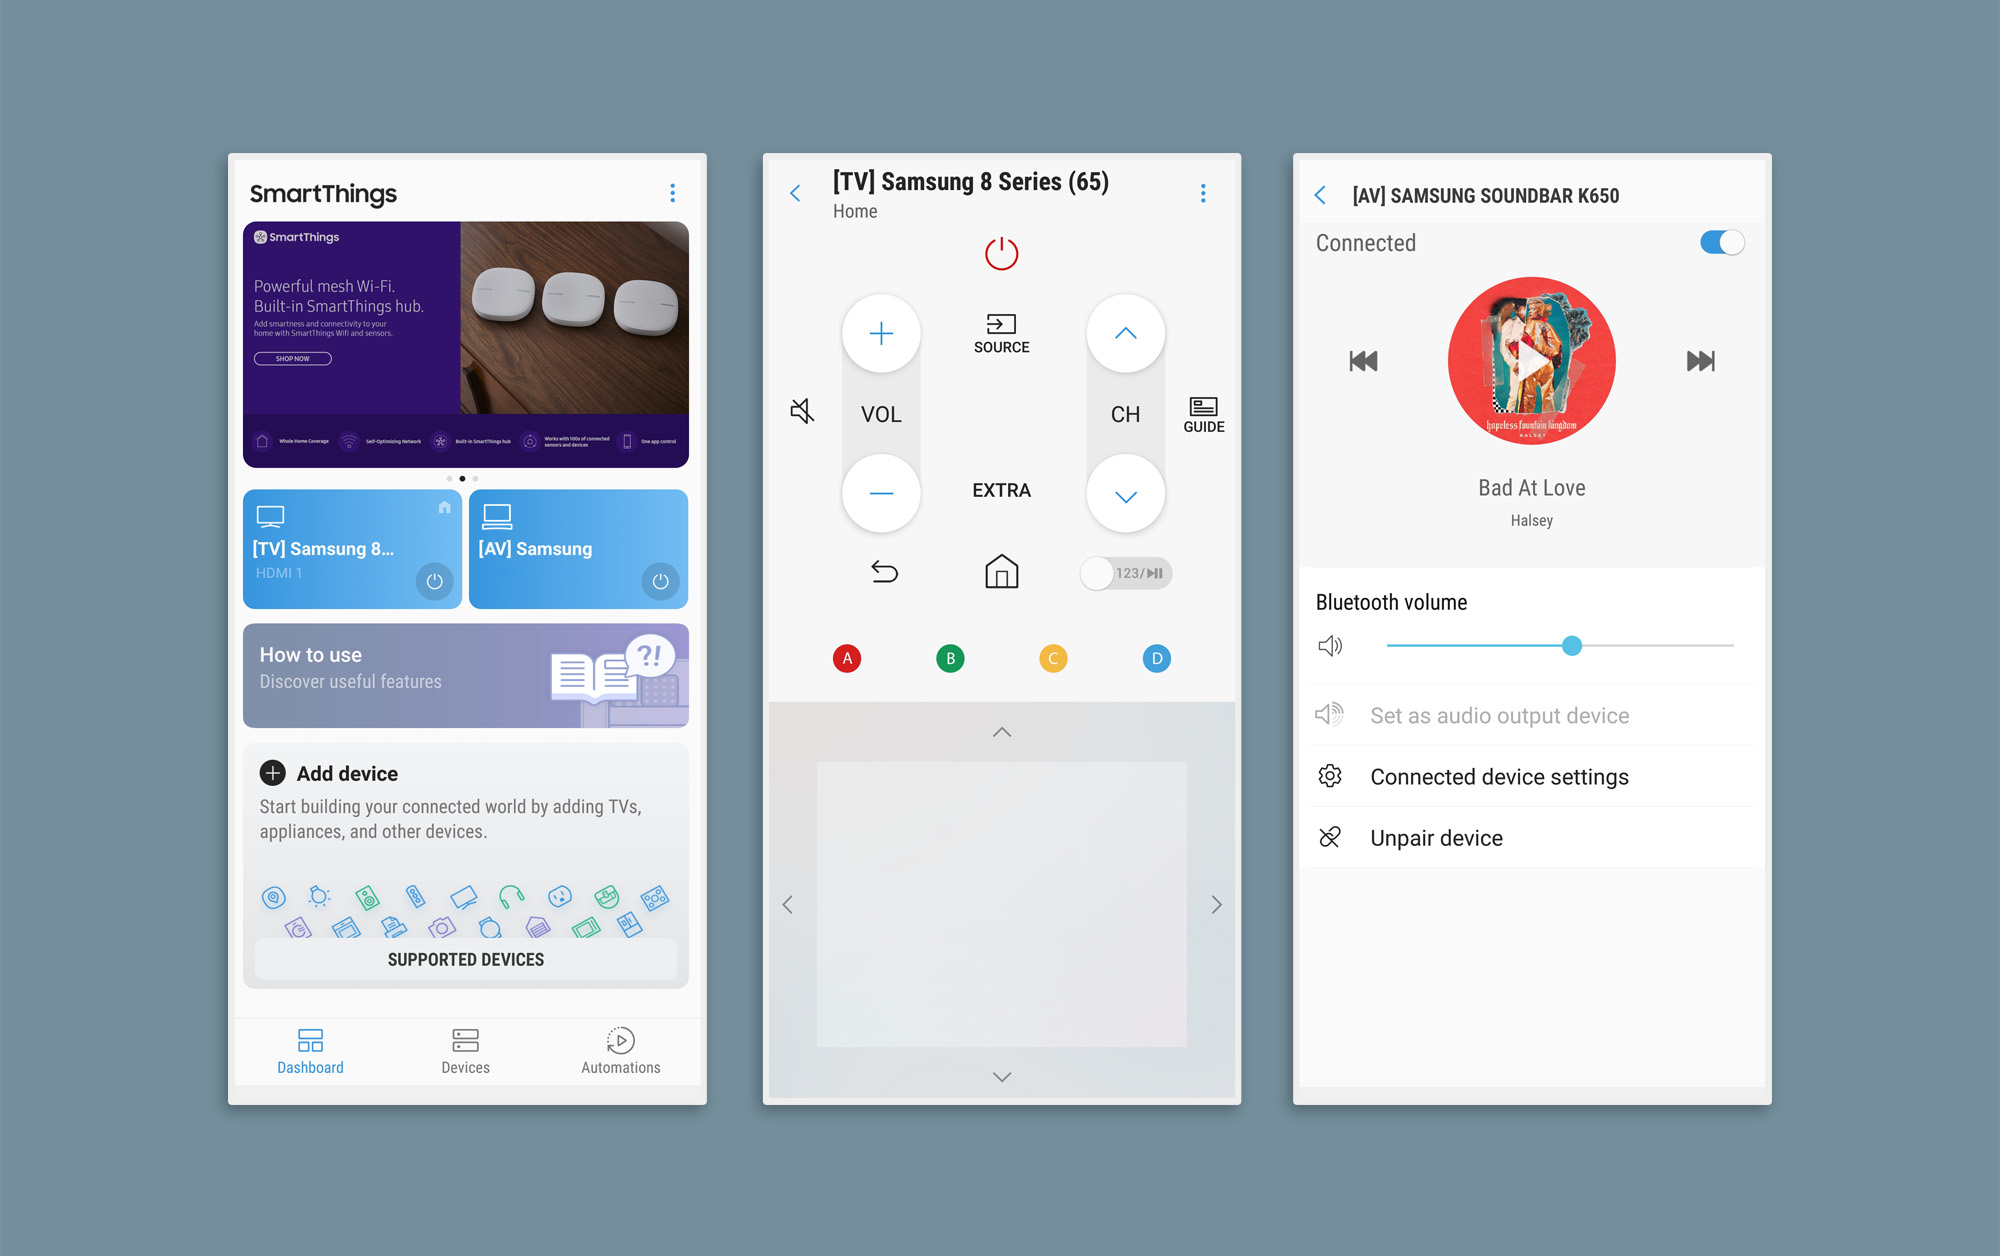 SmartThings
SmartThings
Powerful mesh Wi-Fi.
Built-in SmartThings hub.
Add smartness and connectivity to your
home with SmartThings Wifi and sensors.
SHOP NOW
Whole Home Coverage
Self-Optimizing Network
Built-in SmartThings hub
Works with 100s of connected
sensors and devices
One app control
[TV] Samsung 8...
HDMI 1
[AV] Samsung
How to use
Discover useful features
?!
Add device
Start building your connected world by adding TVs,
appliances, and other devices.
SUPPORTED DEVICES
Dashboard
Devices
Automations
[TV] Samsung 8 Series (65)
Home
SOURCE
VOL
CH
GUIDE
EXTRA
123/
A
B
C
D
[AV] SAMSUNG SOUNDBAR K650
Connected
hopeless fountain kingdom
HALSEY
Bad At Love
Halsey
Bluetooth volume
Set as audio output device
Connected device settings
Unpair device